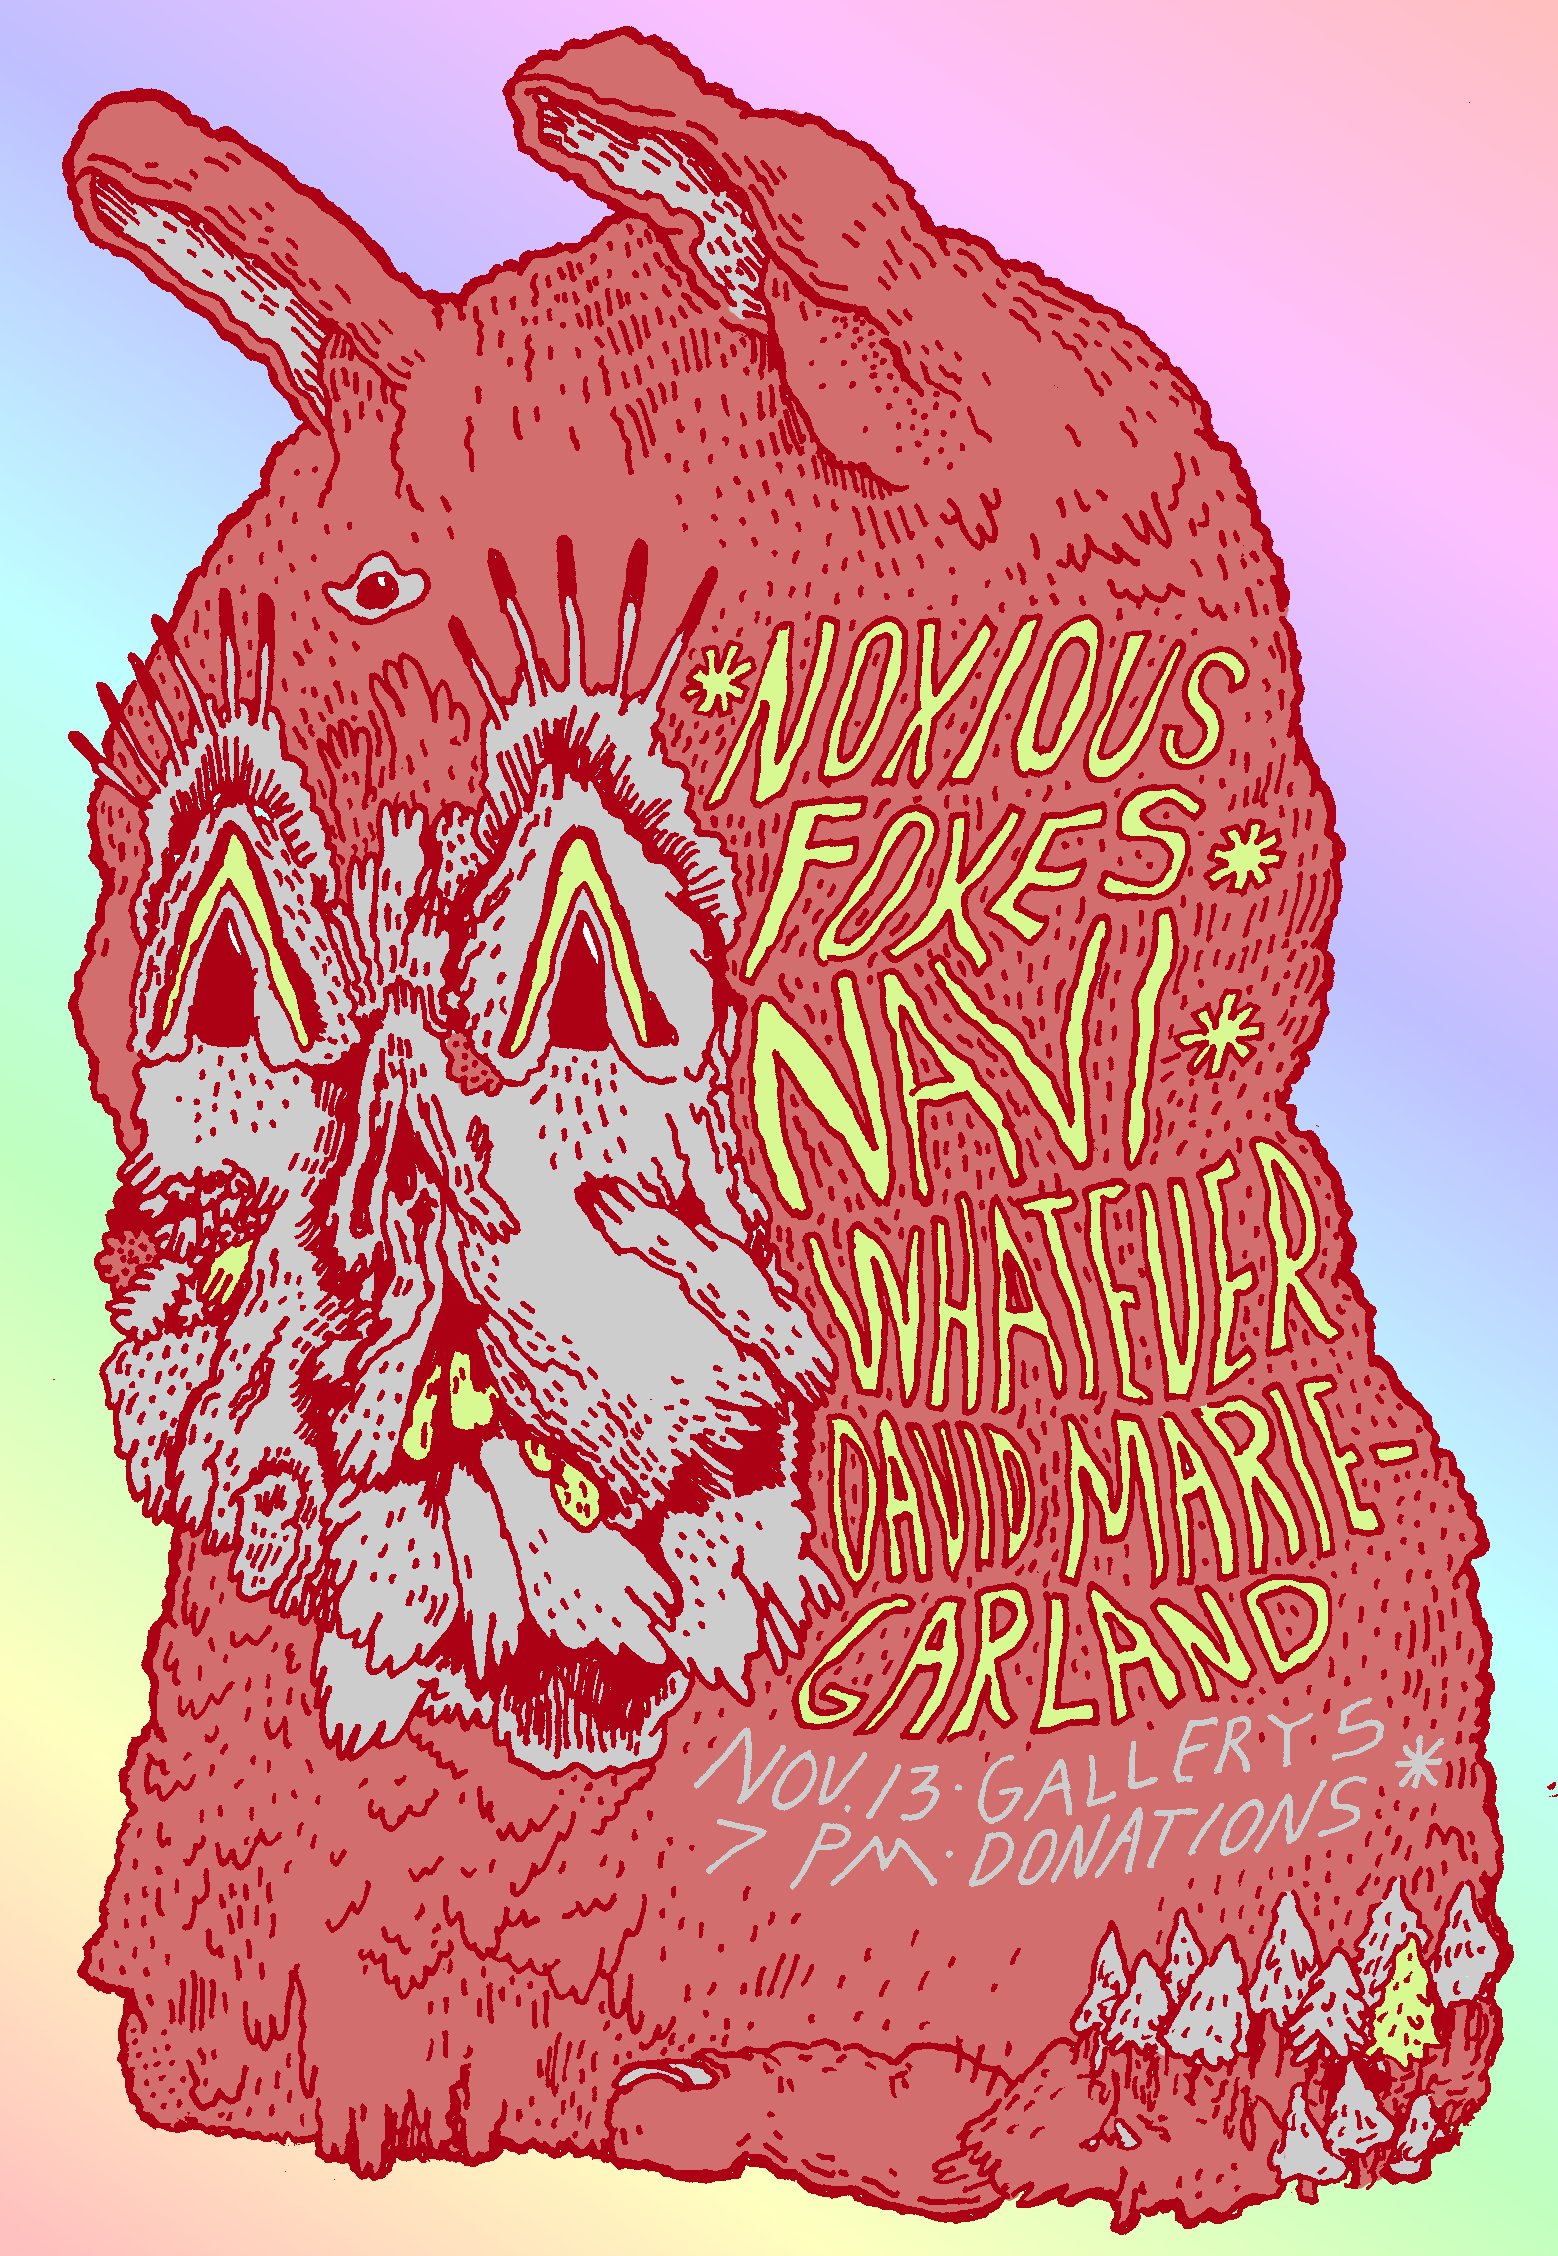 * NOXIOUS
FOXES *
NAVI *
WHATEVER
DAVID MARIE-
GARLAND
NOV. 13 · GALLERY 5 *
7 PM · DONATIONS